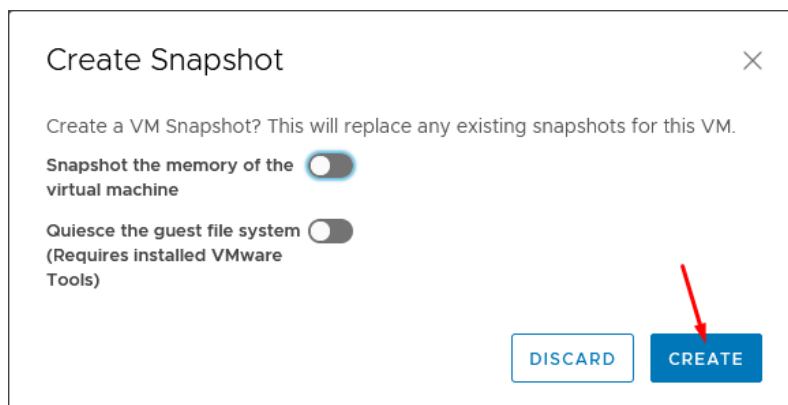 Create Snapshot
Create a VM Snapshot? This will replace any existing snapshots for this VM.
Snapshot the memory of the
virtual machine
Quiesce the guest file system
(Requires installed VMware
Tools)
DISCARD
CREATE